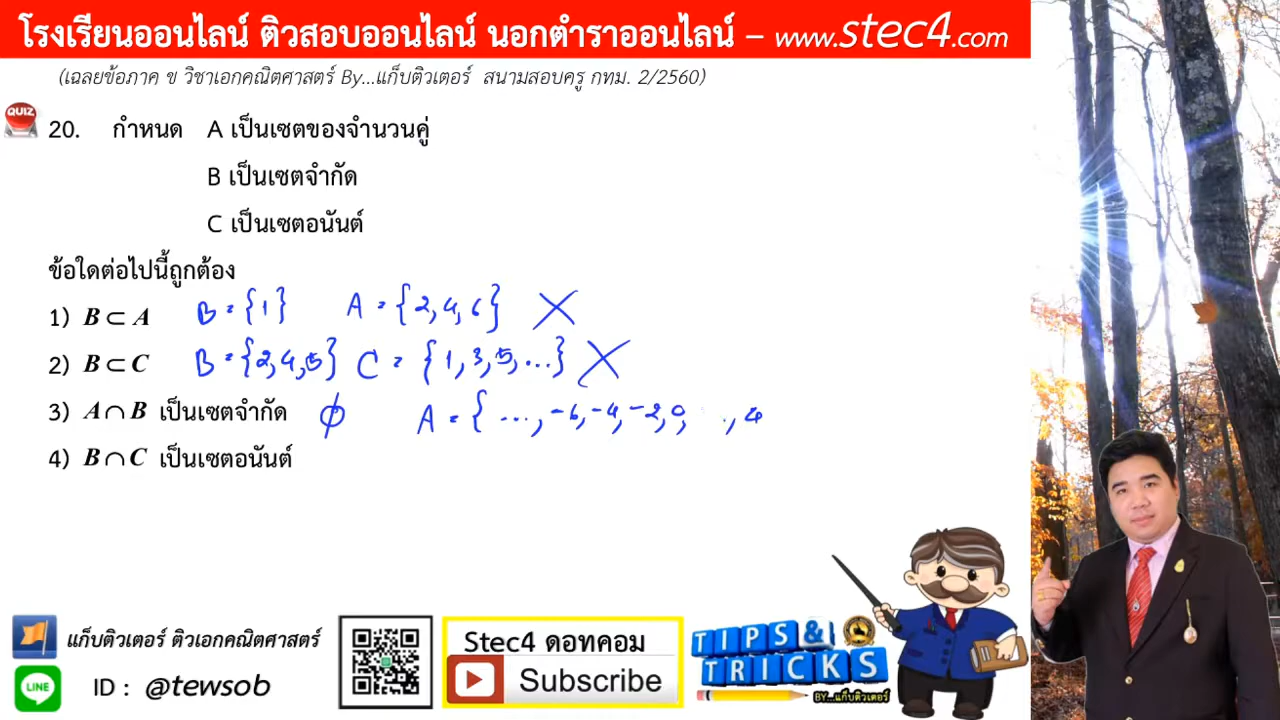 โรงเรียนออนไลน์ ติวสอบออนไลน์ นอกตำราออนไลน์ – www.stec4.com
(เฉลยข้อภาค ข วิชาเอกคณิตศาสตร์ By...แก็บติวเตอร์ สนามสอบครู กทม. 2/2560)
QUIZ
20. กำหนด A เป็นเซตของจำนวนคู่
B เป็นเซตจำกัด
C เป็นเซตอนันต์
ข้อใดต่อไปนี้ถูกต้อง
1) B ⊂ A B = {1} A = {2,4,6} ✗
2) B ⊂ C B = {2,4,5} C = {1,3,5,...} ✗
3) A ∩ B เป็นเซตจำกัด ∅ A = { ..., -6,-4,-2,0, .,4
4) B ∩ C เป็นเซตอนันต์
แก็บติวเตอร์ ติวเอกคณิตศาสตร์
LINE ID : @tewsob
Stec4 ดอทคอม
Subscribe
TIPS &
TRICKS
BY...แก็บติวเตอร์